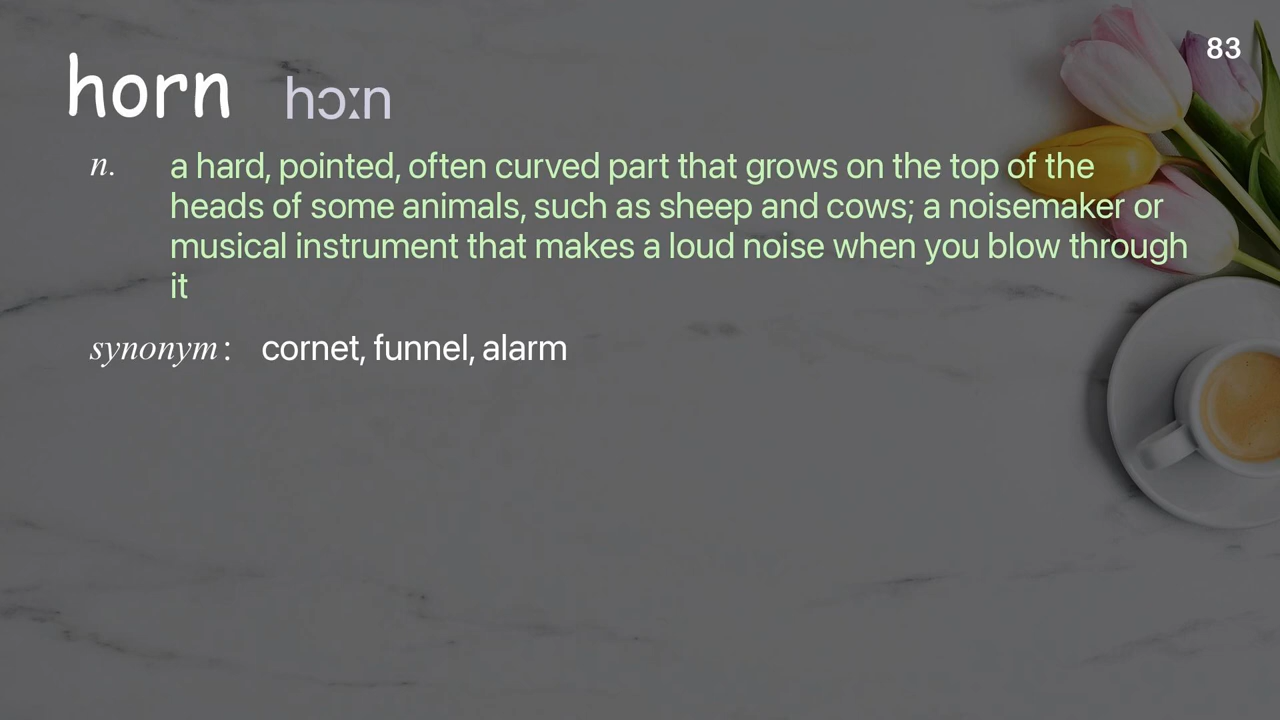 83
horn hɔːn
n. a hard, pointed, often curved part that grows on the top of the
heads of some animals, such as sheep and cows; a noisemaker or
musical instrument that makes a loud noise when you blow through
it
synonym: cornet, funnel, alarm